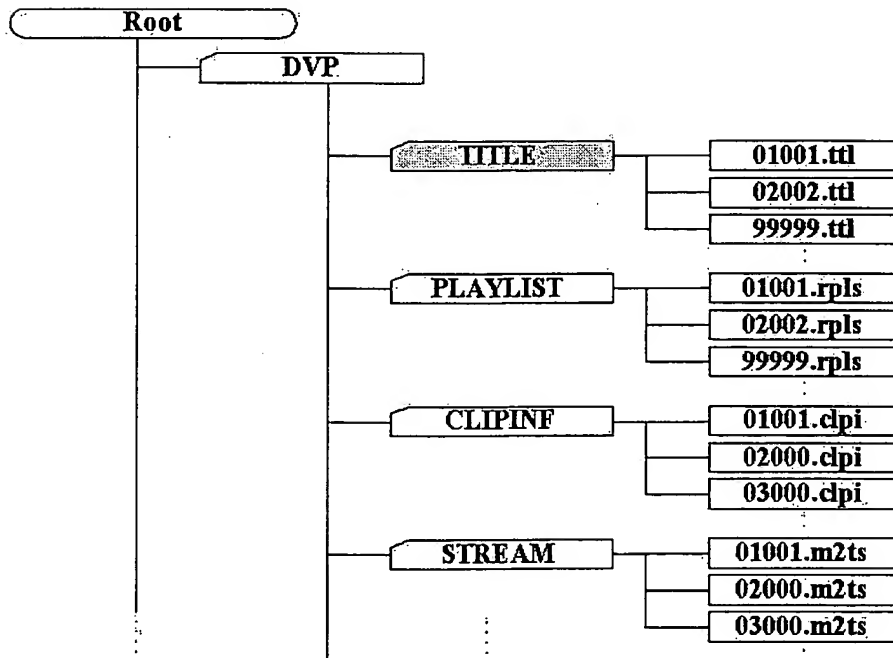 Root
DVP
TITLE
01001.ttl
02002.ttl
99999.ttl
PLAYLIST
01001.rpls
02002.rpls
99999.rpls
CLIPINF
01001.clpi
02000.clpi
03000.clpi
STREAM
01001.m2ts
02000.m2ts
03000.m2ts